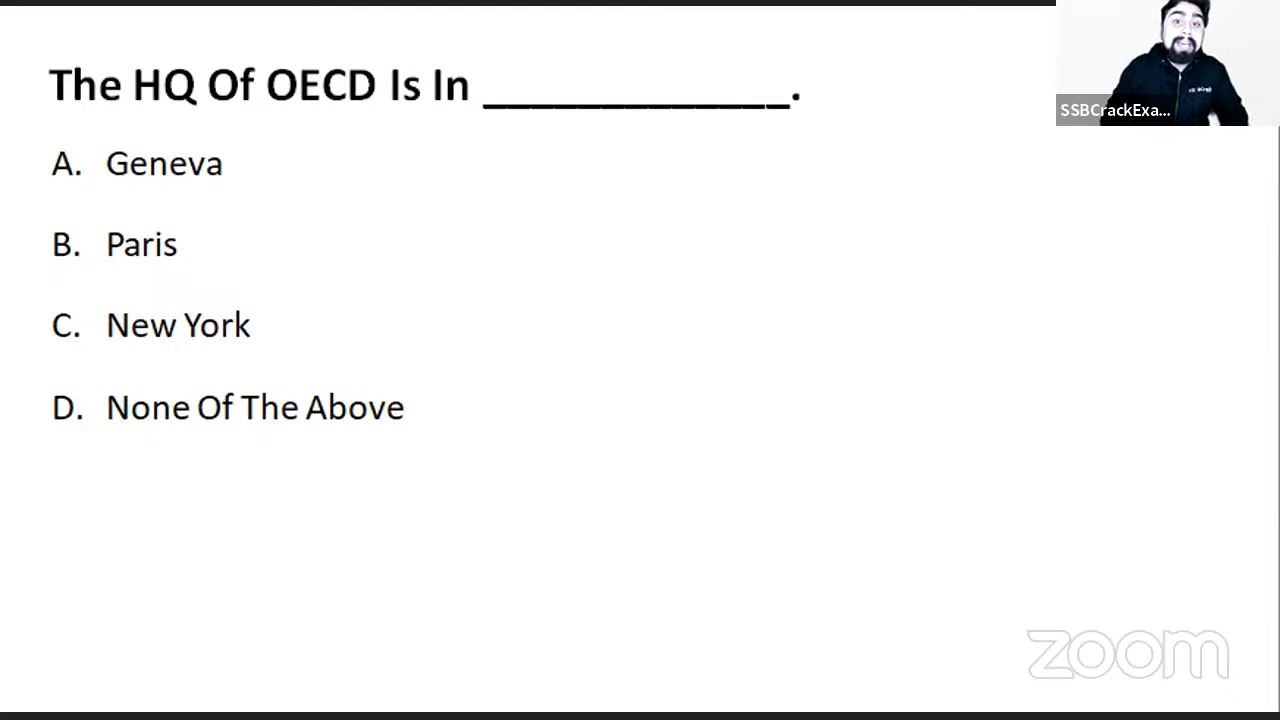 The HQ Of OECD Is In _____________.
SSBCrackExa...
A. Geneva
B. Paris
C. New York
D. None Of The Above
zoom